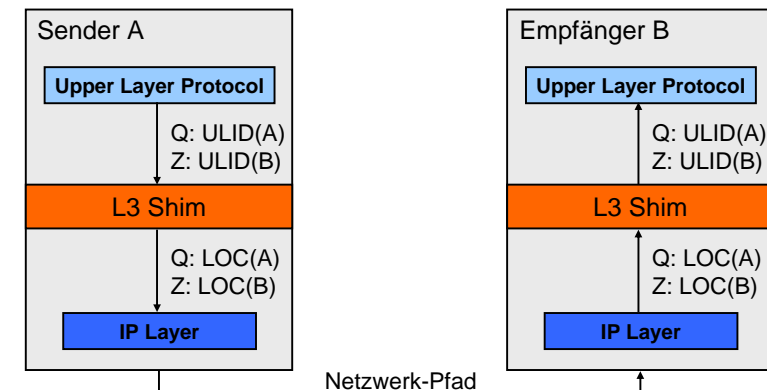 Sender A
Upper Layer Protocol
Q: ULID(A)
Z: ULID(B)
L3 Shim
Q: LOC(A)
Z: LOC(B)
IP Layer
Empfänger B
Upper Layer Protocol
Q: ULID(A)
Z: ULID(B)
L3 Shim
Q: LOC(A)
Z: LOC(B)
IP Layer
Netzwerk-Pfad